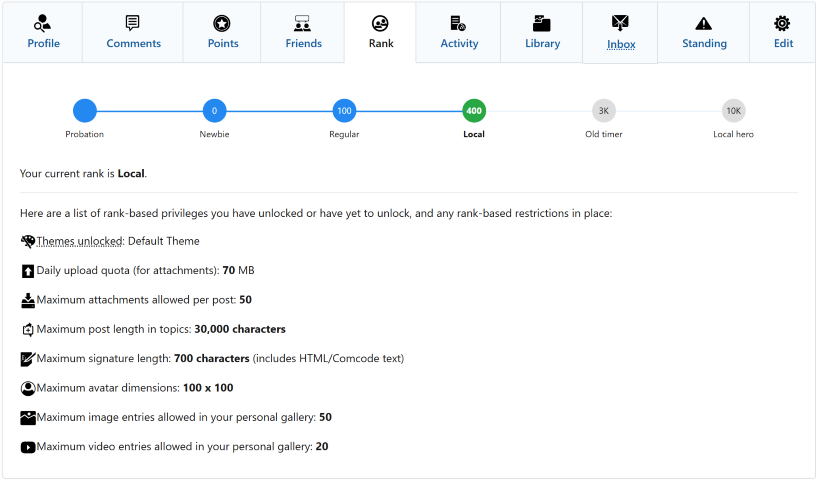 Profile Comments Points Friends Rank Activity Library Inbox Standing Edit
0 100 400 3K 10K
Probation Newbie Regular Local Old timer Local hero
Your current rank is Local.
Here are a list of rank-based privileges you have unlocked or have yet to unlock, and any rank-based restrictions in place:
Themes unlocked: Default Theme
Daily upload quota (for attachments): 70 MB
Maximum attachments allowed per post: 50
Maximum post length in topics: 30,000 characters
Maximum signature length: 700 characters (includes HTML/Comcode text)
Maximum avatar dimensions: 100 x 100
Maximum image entries allowed in your personal gallery: 50
Maximum video entries allowed in your personal gallery: 20